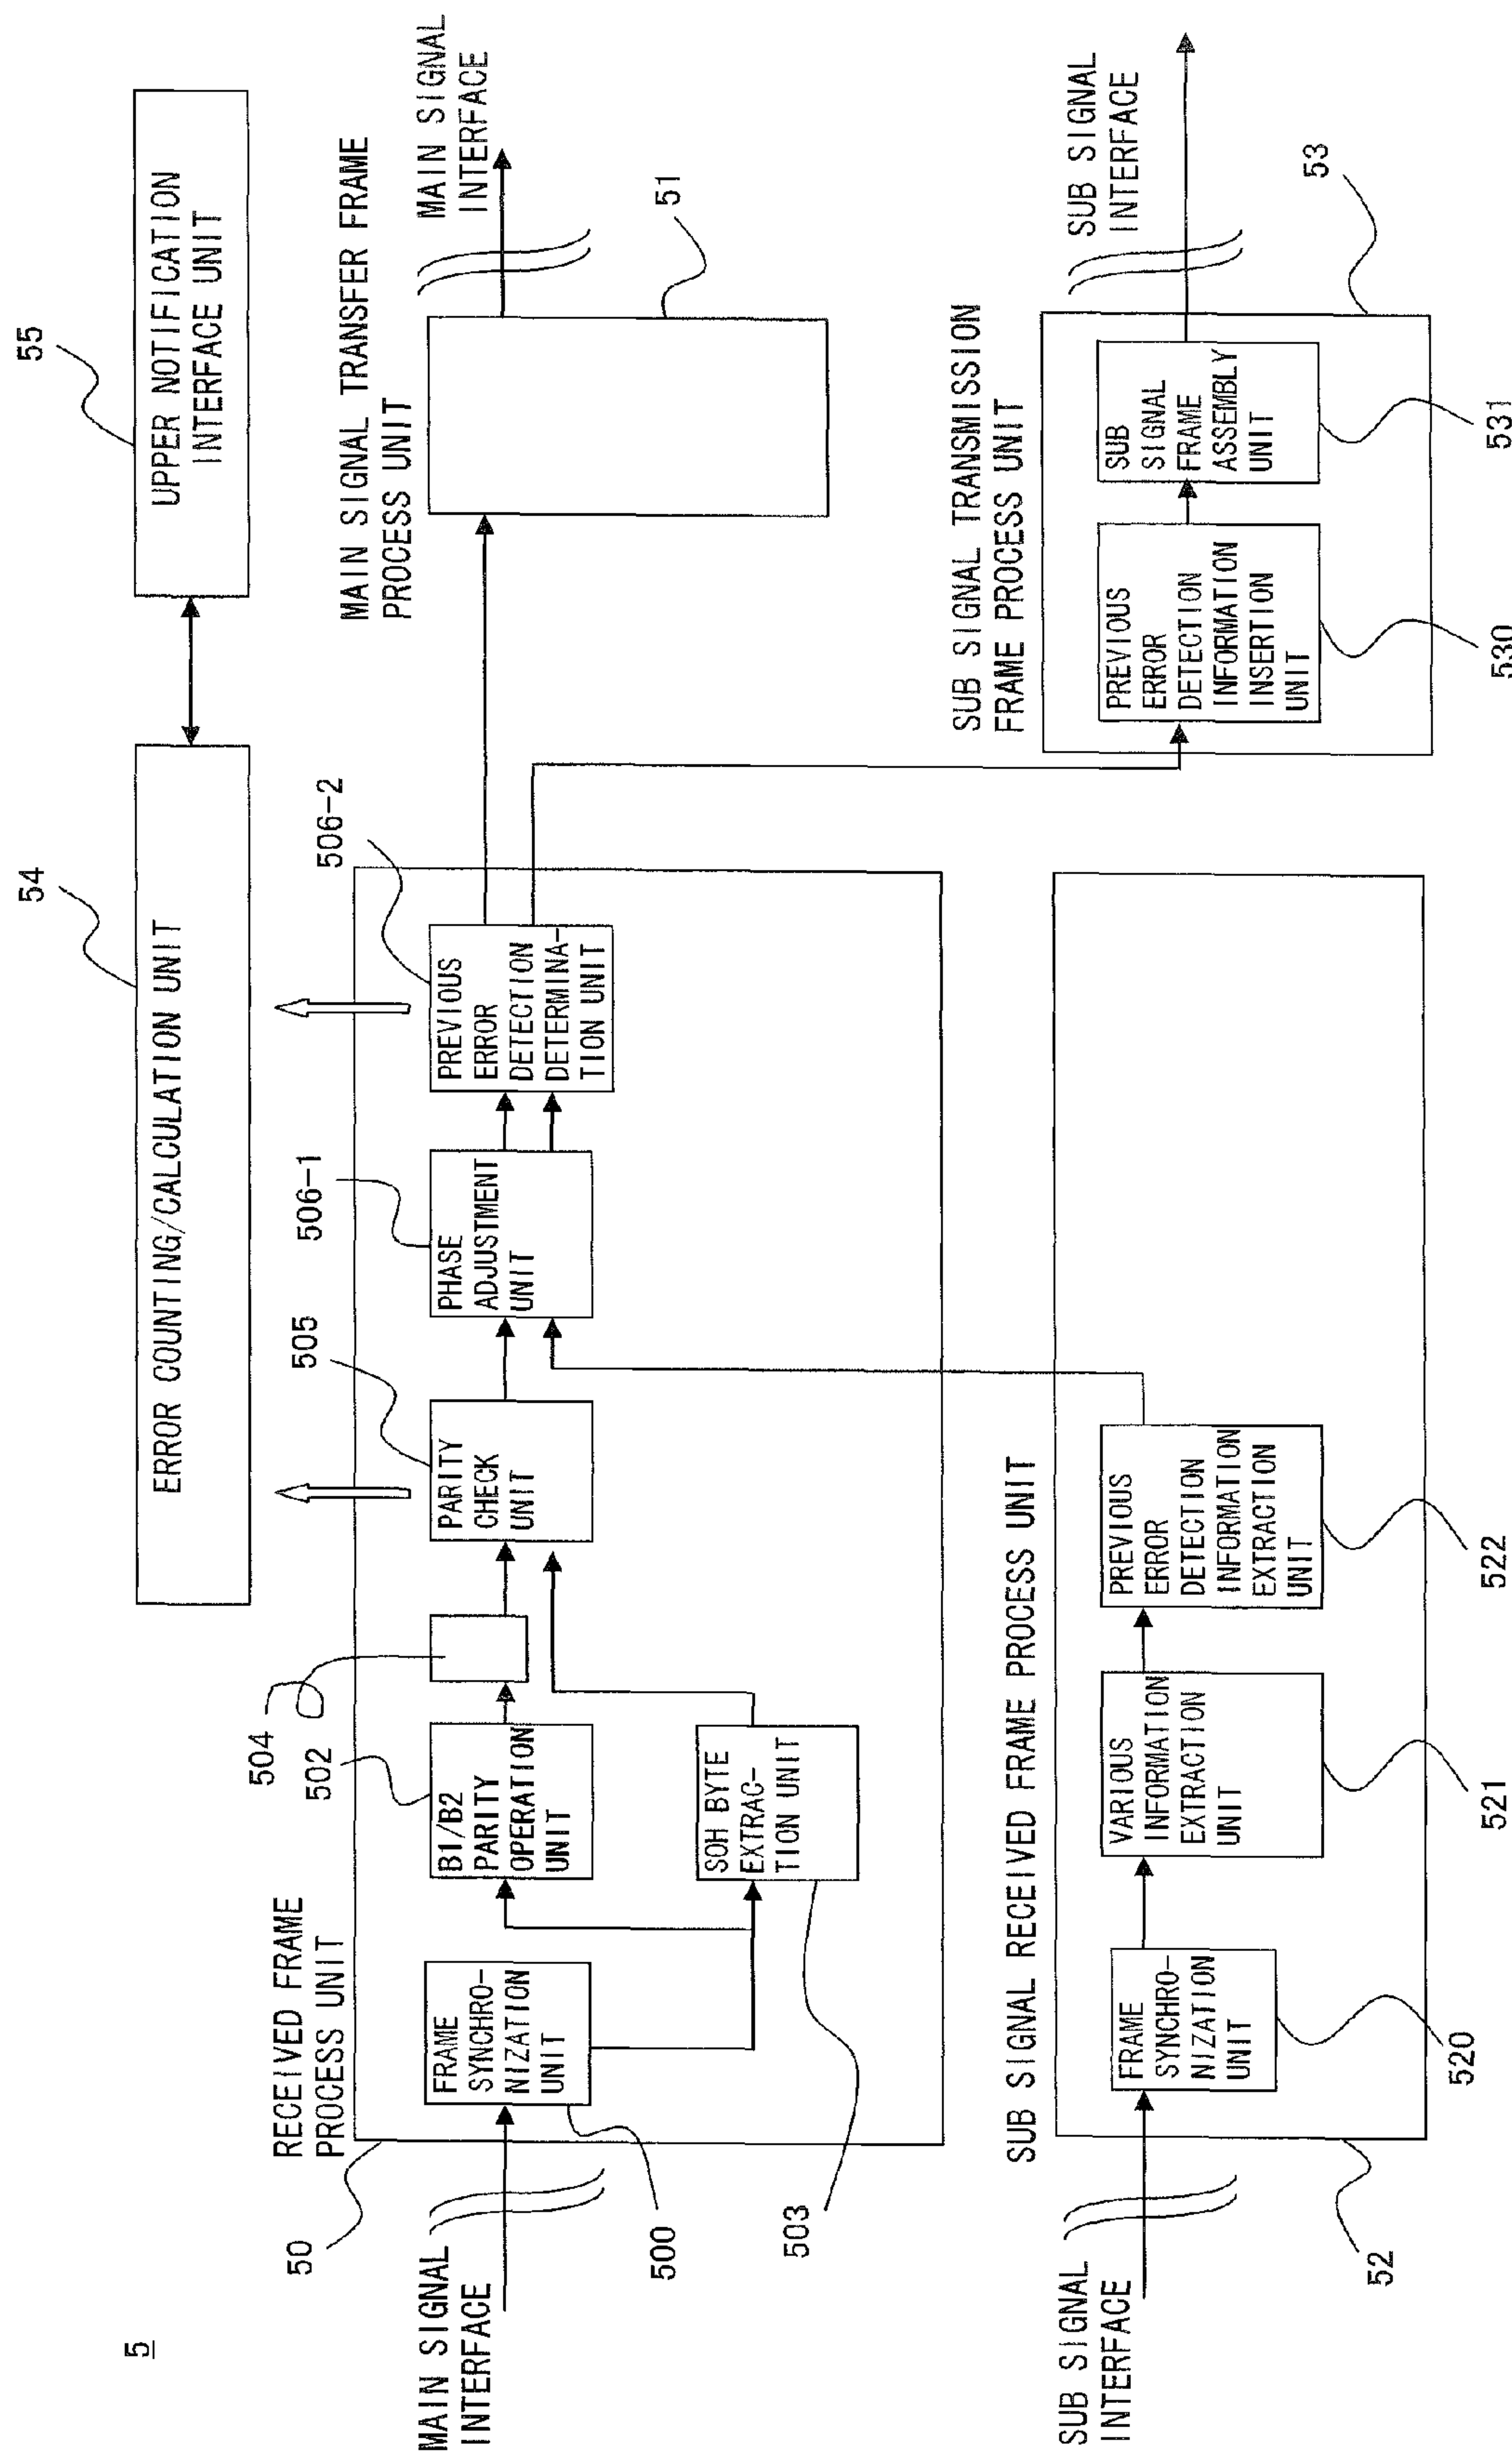 5
55
UPPER NOTIFICATION
INTERFACE UNIT
54
ERROR COUNTING/CALCULATION UNIT
MAIN SIGNAL
INTERFACE
RECEIVED FRAME
PROCESS UNIT
50
FRAME
SYNCHRO-
NIZATION
UNIT
500
B1/B2
PARITY
OPERATION
UNIT
502
504
SOH BYTE
EXTRAC-
TION UNIT
503
PARITY
CHECK
UNIT
505
PHASE
ADJUSTMENT
UNIT
506-1
PREVIOUS
ERROR
DETECTION
DETERMINA-
TION UNIT
506-2
MAIN SIGNAL TRANSFER FRAME
PROCESS UNIT
51
MAIN SIGNAL
INTERFACE
SUB SIGNAL
INTERFACE
SUB SIGNAL RECEIVED FRAME PROCESS UNIT
52
FRAME
SYNCHRO-
NIZATION
UNIT
520
VARIOUS
INFORMATION
EXTRACTION
UNIT
521
PREVIOUS
ERROR
DETECTION
INFORMATION
EXTRACTION
UNIT
522
SUB SIGNAL TRANSMISSION
FRAME PROCESS UNIT
PREVIOUS
ERROR
DETECTION
INFORMATION
INSERTION
UNIT
530
SUB
SIGNAL
FRAME
ASSEMBLY
UNIT
531
53
SUB SIGNAL
INTERFACE